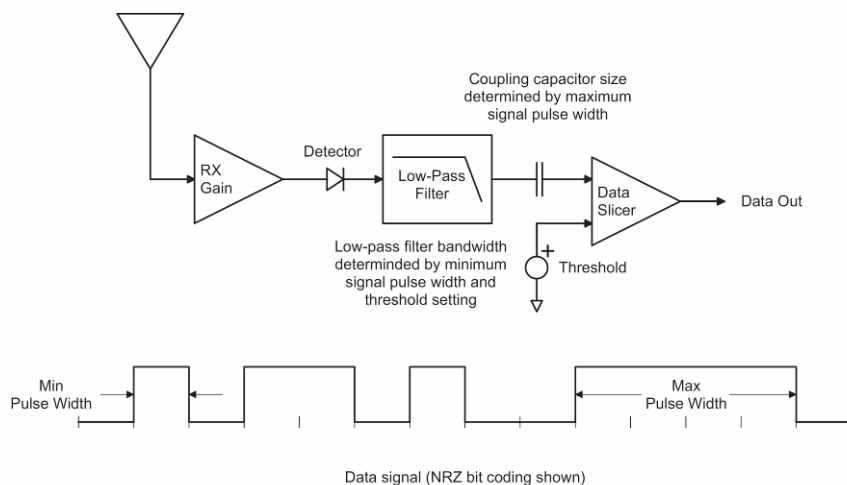 Coupling capacitor size
determined by maximum
signal pulse width
Detector
RX
Gain
Low-Pass
Filter
Data
Slicer
Data Out
Low-pass filter bandwidth
determinded by minimum
signal pulse width and
threshold setting
+
Threshold
Min
Pulse Width
Max
Pulse Width
Data signal (NRZ bit coding shown)